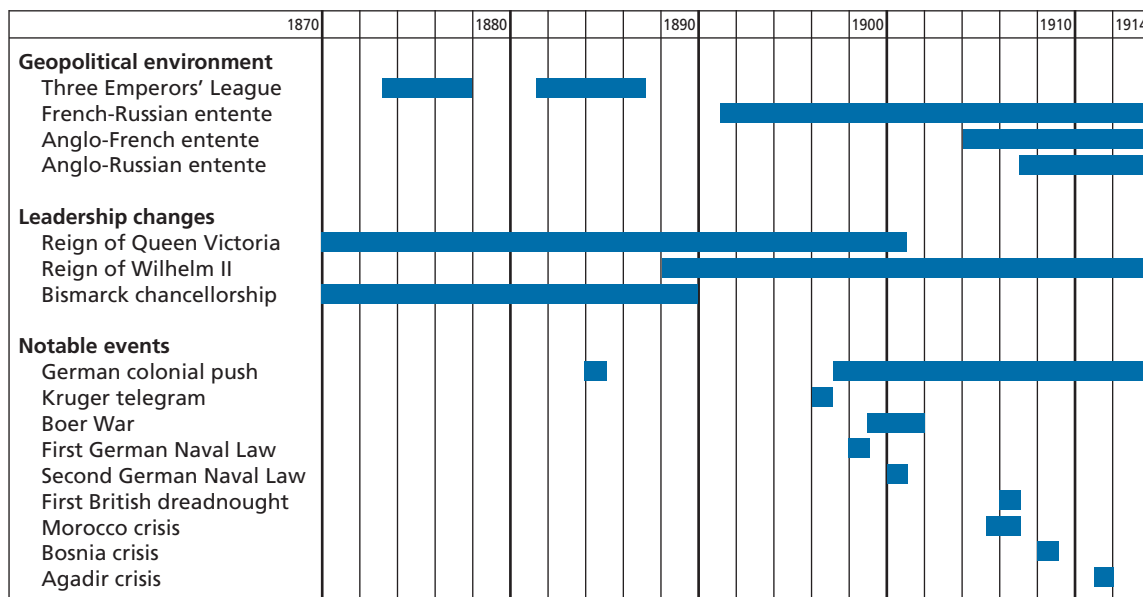 1870 1880 1890 1900 1910 1914
Geopolitical environment
Three Emperors’ League
French-Russian entente
Anglo-French entente
Anglo-Russian entente
Leadership changes
Reign of Queen Victoria
Reign of Wilhelm II
Bismarck chancellorship
Notable events
German colonial push
Kruger telegram
Boer War
First German Naval Law
Second German Naval Law
First British dreadnought
Morocco crisis
Bosnia crisis
Agadir crisis